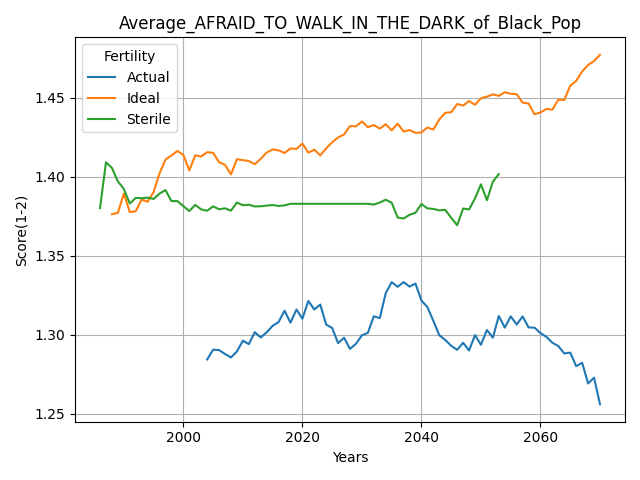 Average_AFRAID_TO_WALK_IN_THE_DARK_of_Black_Pop
Fertility
Actual
Ideal
Sterile
Score(1-2)
1.45
1.40
1.35
1.30
1.25
2000 2020 2040 2060
Years